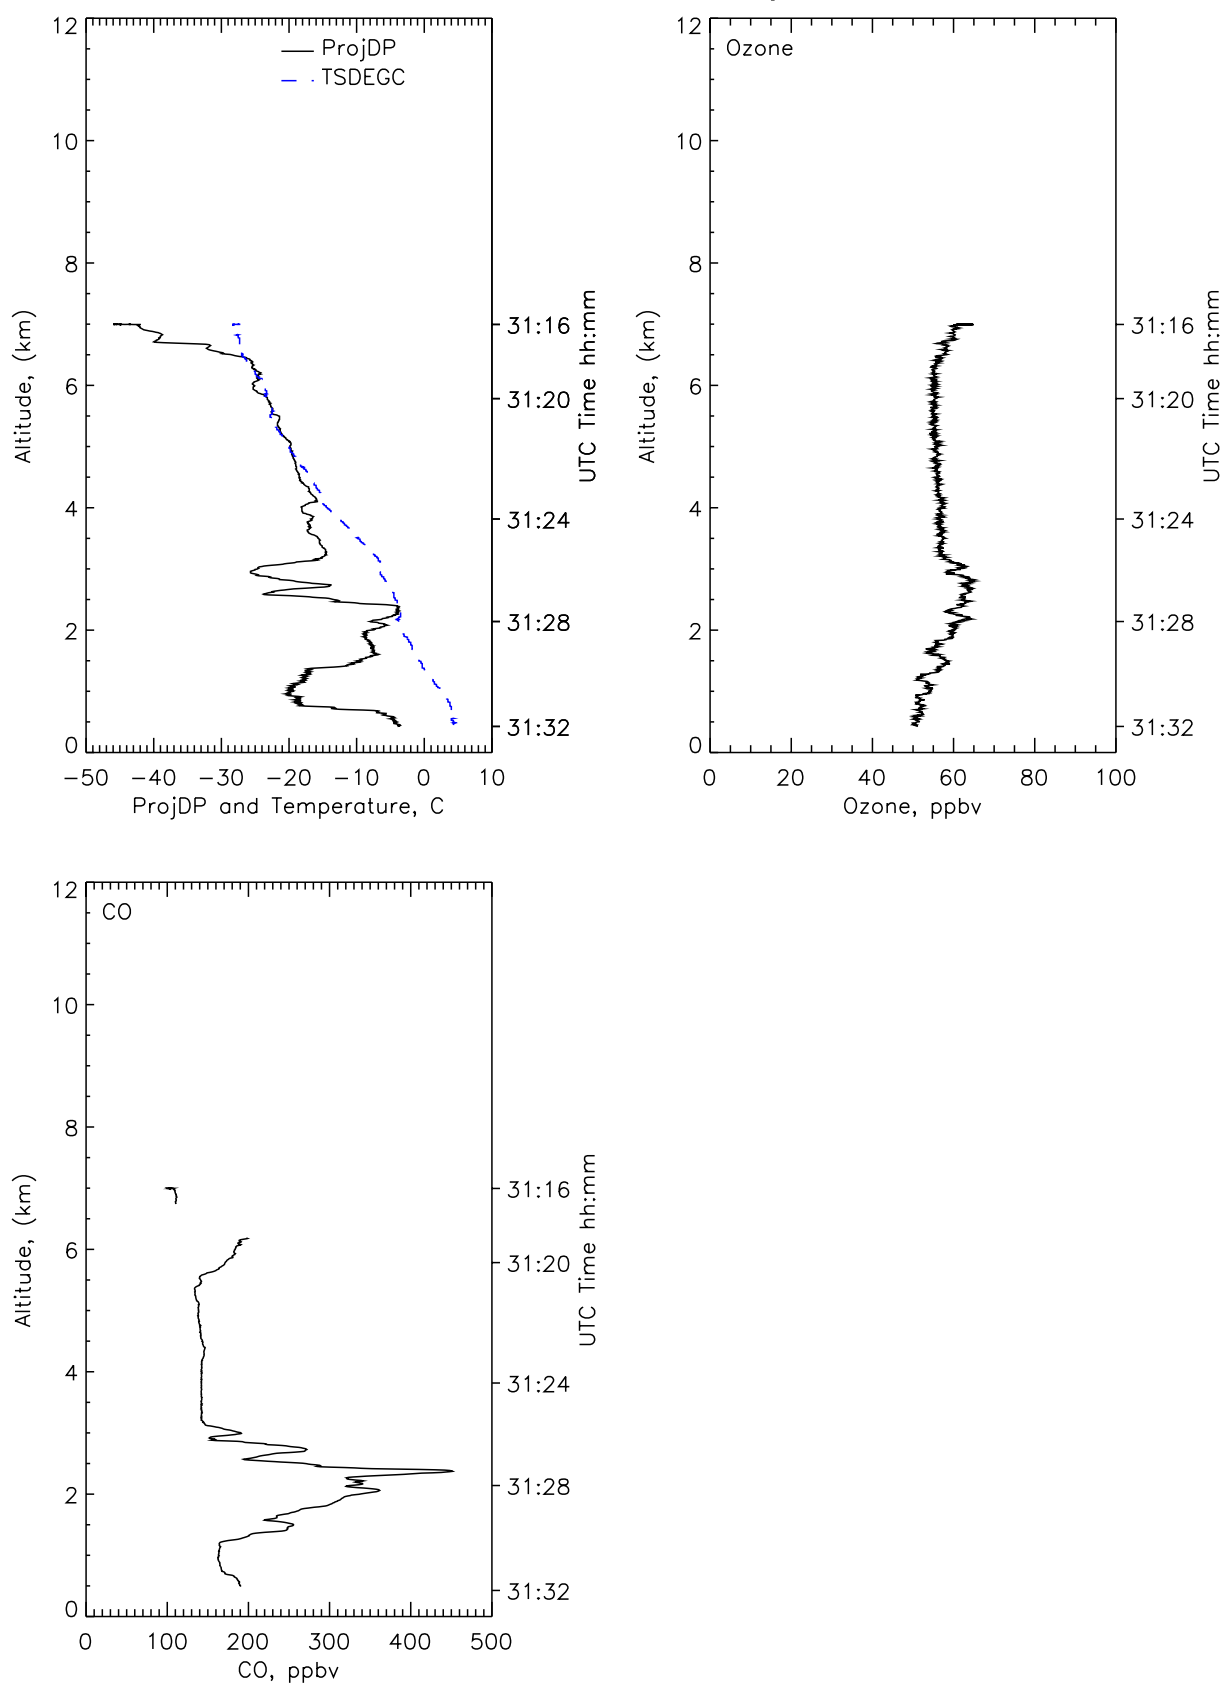 12
10
8
6
4
2
0
Altitude, (km)
ProjDP
TSDEGC
31:16
31:20
31:24
31:28
31:32
UTC Time hh:mm
−50 −40 −30 −20 −10 0 10
ProjDP and Temperature, C
12
10
8
6
4
2
0
Altitude, (km)
Ozone
31:16
31:20
31:24
31:28
31:32
UTC Time hh:mm
0 20 40 60 80 100
Ozone, ppbv
12
10
8
6
4
2
0
Altitude, (km)
CO
31:16
31:20
31:24
31:28
31:32
UTC Time hh:mm
0 100 200 300 400 500
CO, ppbv